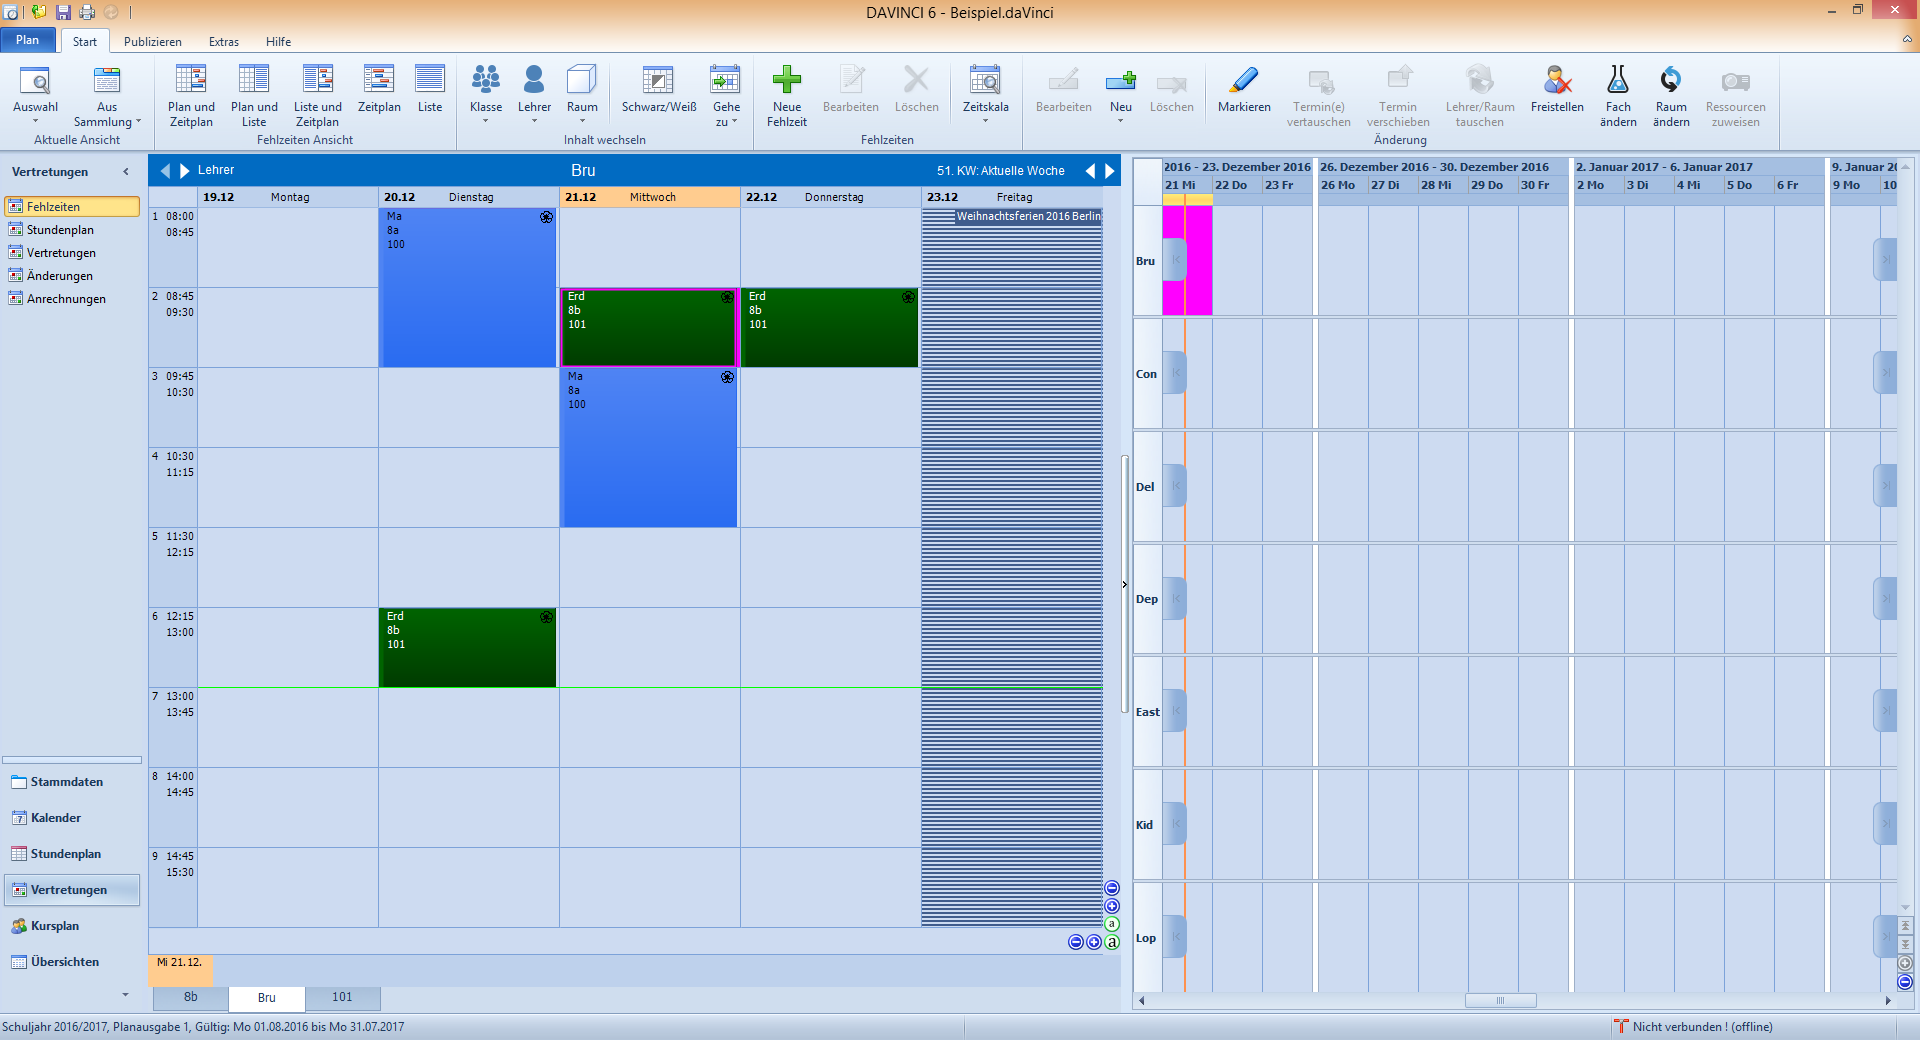 DAVINCI 6 - Beispiel.daVinci
Plan
Start
Publizieren
Extras
Hilfe
Auswahl
Aus Sammlung
Aktuelle Ansicht
Plan und Zeitplan
Plan und Liste
Liste und Zeitplan
Zeitplan
Liste
Fehlzeiten Ansicht
Klasse
Lehrer
Raum
Schwarz/Weiß
Gehe zu
Inhalt wechseln
Neue Fehlzeit
Bearbeiten
Löschen
Fehlzeiten
Zeitskala
Bearbeiten
Neu
Löschen
Markieren
Termin(e) vertauschen
Termin verschieben
Lehrer/Raum tauschen
Freistellen
Fach ändern
Raum ändern
Ressourcen zuweisen
Änderung
Vertretungen
Fehlzeiten
Stundenplan
Vertretungen
Änderungen
Anrechnungen
Stammdaten
Kalender
Stundenplan
Vertretungen
Kursplan
Übersichten
Lehrer
Bru
51. KW: Aktuelle Woche
19.12 Montag
20.12 Dienstag
21.12 Mittwoch
22.12 Donnerstag
23.12 Freitag
1 08:00
08:45
2 08:45
09:30
3 09:45
10:30
4 10:30
11:15
5 11:30
12:15
6 12:15
13:00
7 13:00
13:45
8 14:00
14:45
9 14:45
15:30
Ma
8a
100
Erd
8b
101
Erd
8b
101
Ma
8a
100
Erd
8b
101
Weihnachtsferien 2016 Berlin
a
a
Mi 21.12.
8b
Bru
101
2016 - 23. Dezember 2016
26. Dezember 2016 - 30. Dezember 2016
2. Januar 2017 - 6. Januar 2017
9. Januar 20
21 Mi
22 Do
23 Fr
26 Mo
27 Di
28 Mi
29 Do
30 Fr
2 Mo
3 Di
4 Mi
5 Do
6 Fr
9 Mo
10
Bru
Con
Del
Dep
East
Kid
Lop
Schuljahr 2016/2017, Planausgabe 1, Gültig: Mo 01.08.2016 bis Mo 31.07.2017
Nicht verbunden ! (offline)